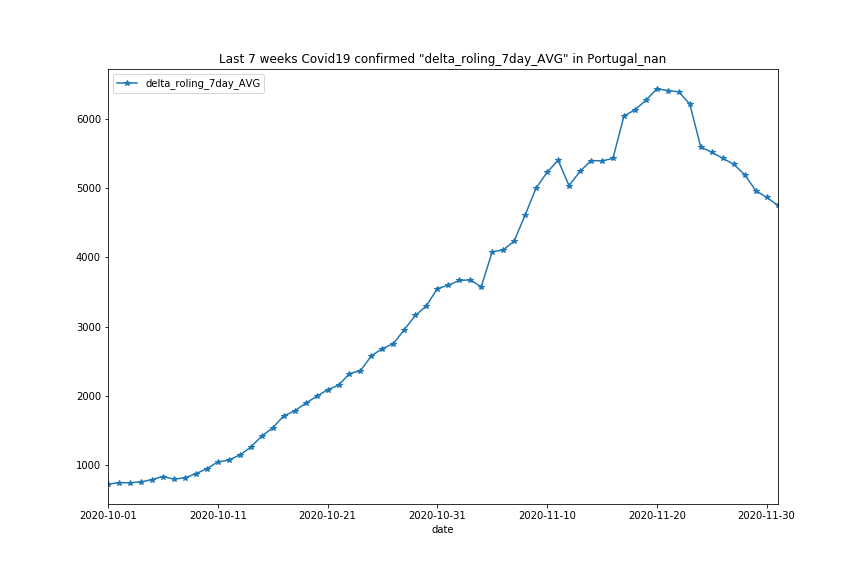 Last 7 weeks Covid19 confirmed "delta_roling_7day_AVG" in Portugal_nan
delta_roling_7day_AVG
6000
5000
4000
3000
2000
1000
2020-10-01 2020-10-11 2020-10-21 2020-10-31 2020-11-10 2020-11-20 2020-11-30
date